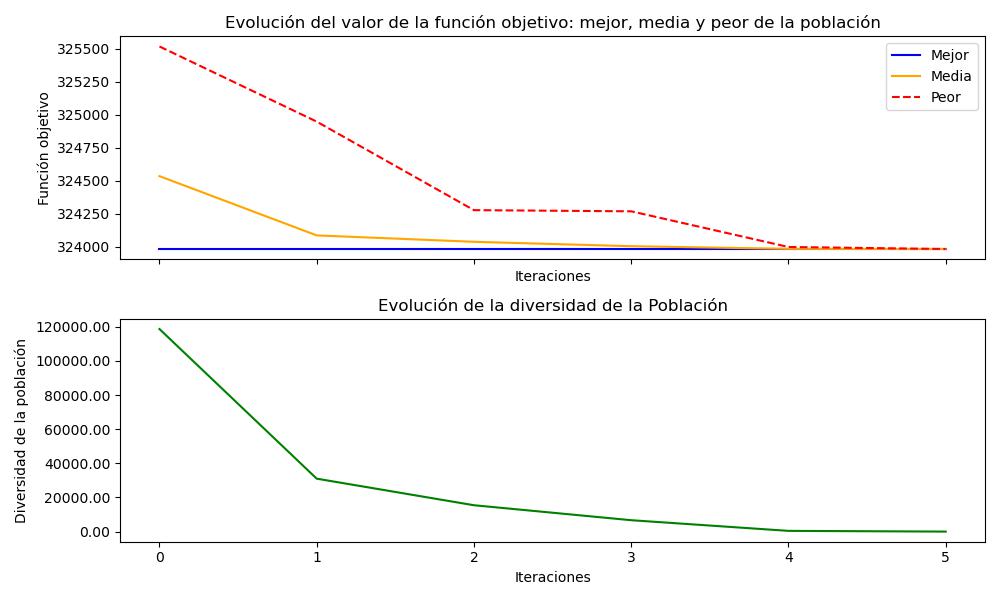 Evolución del valor de la función objetivo: mejor, media y peor de la población
Función objetivo
325500
325250
325000
324750
324500
324250
324000
Mejor
Media
Peor
Iteraciones
Evolución de la diversidad de la Población
Diversidad de la población
120000.00
100000.00
80000.00
60000.00
40000.00
20000.00
0.00
0 1 2 3 4 5
Iteraciones